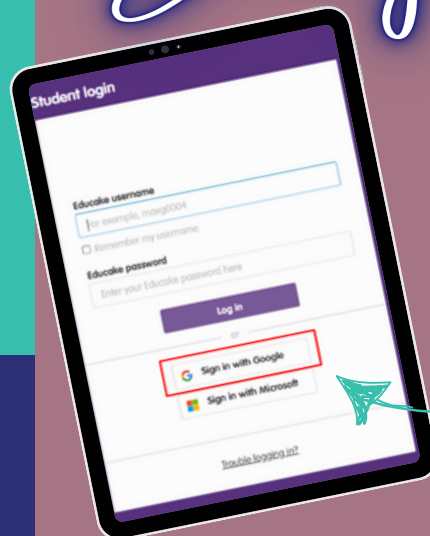 Student login
Educake username
For example, maeg0004
Remember my username
Educake password
Enter your Educake password here
Log in
or
Sign in with Google
Sign in with Microsoft
Trouble logging in?